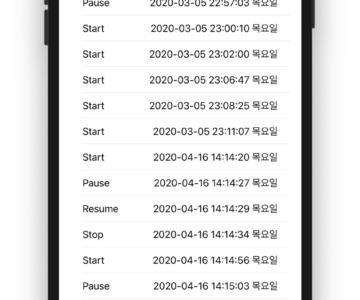 Pause 2020-03-05 22:57:03 목요일
Start 2020-03-05 23:00:10 목요일
Start 2020-03-05 23:02:00 목요일
Start 2020-03-05 23:06:47 목요일
Start 2020-03-05 23:08:25 목요일
Start 2020-03-05 23:11:07 목요일
Start 2020-04-16 14:14:20 목요일
Pause 2020-04-16 14:14:27 목요일
Resume 2020-04-16 14:14:29 목요일
Stop 2020-04-16 14:14:34 목요일
Start 2020-04-16 14:14:56 목요일
Pause 2020-04-16 14:15:03 목요일